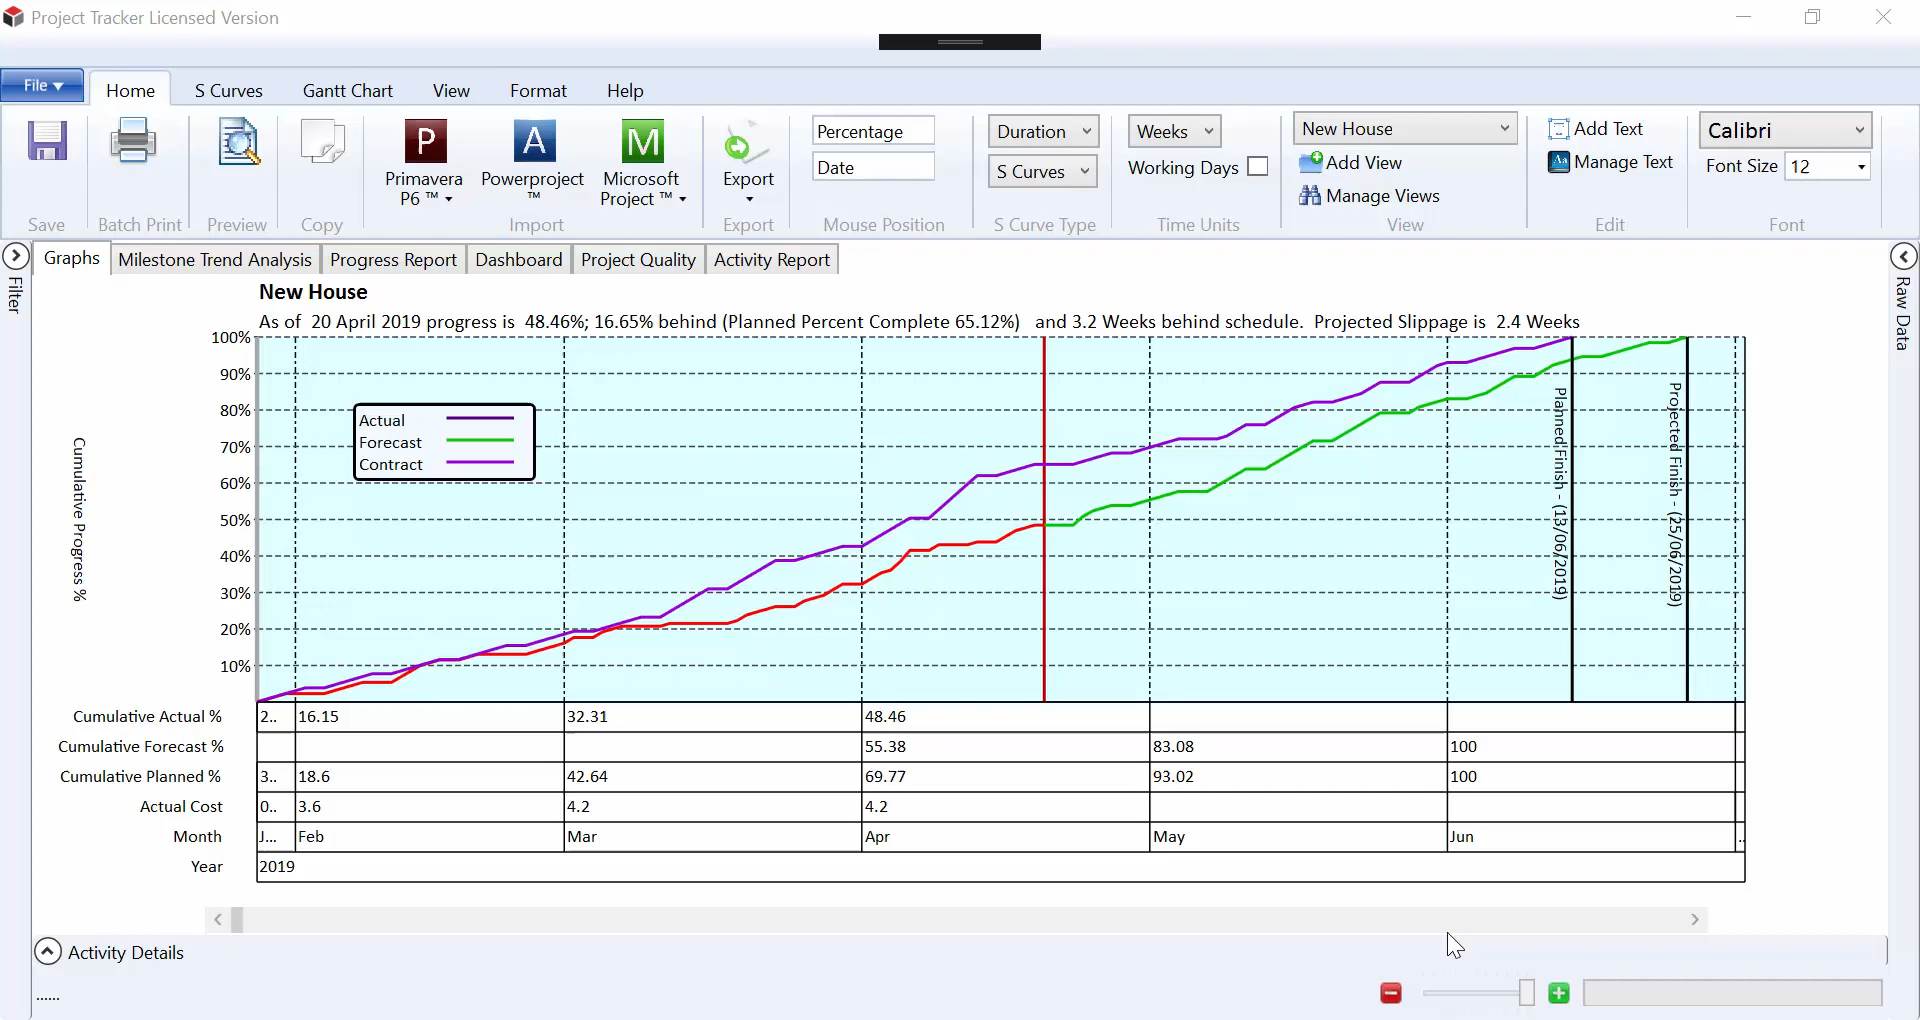 Project Tracker Licensed Version
File
Home
S Curves
Gantt Chart
View
Format
Help
Save
Batch Print
Preview
Copy
P
Primavera
P6 ™
A
Powerproject
™
M
Microsoft
Project ™
Import
Export
Export
Percentage
Date
Mouse Position
Duration
S Curves
S Curve Type
Weeks
Working Days
Time Units
New House
Add View
Manage Views
View
Add Text
Aa
Manage Text
Edit
Calibri
Font Size 12
Font
Filter
Raw Data
Graphs
Milestone Trend Analysis
Progress Report
Dashboard
Project Quality
Activity Report
New House
As of 20 April 2019 progress is 48.46%; 16.65% behind (Planned Percent Complete 65.12%) and 3.2 Weeks behind schedule. Projected Slippage is 2.4 Weeks
Cumulative Progress %
100%
90%
80%
70%
60%
50%
40%
30%
20%
10%
Actual
Forecast
Contract
Planned Finish - (13/06/2019)
Projected Finish - (25/06/2019)
Cumulative Actual % 2.. 16.15 32.31 48.46
Cumulative Forecast % 55.38 83.08 100
Cumulative Planned % 3.. 18.6 42.64 69.77 93.02 100
Actual Cost 0.. 3.6 4.2 4.2
Month J... Feb Mar Apr May Jun ..
Year 2019
Activity Details
......